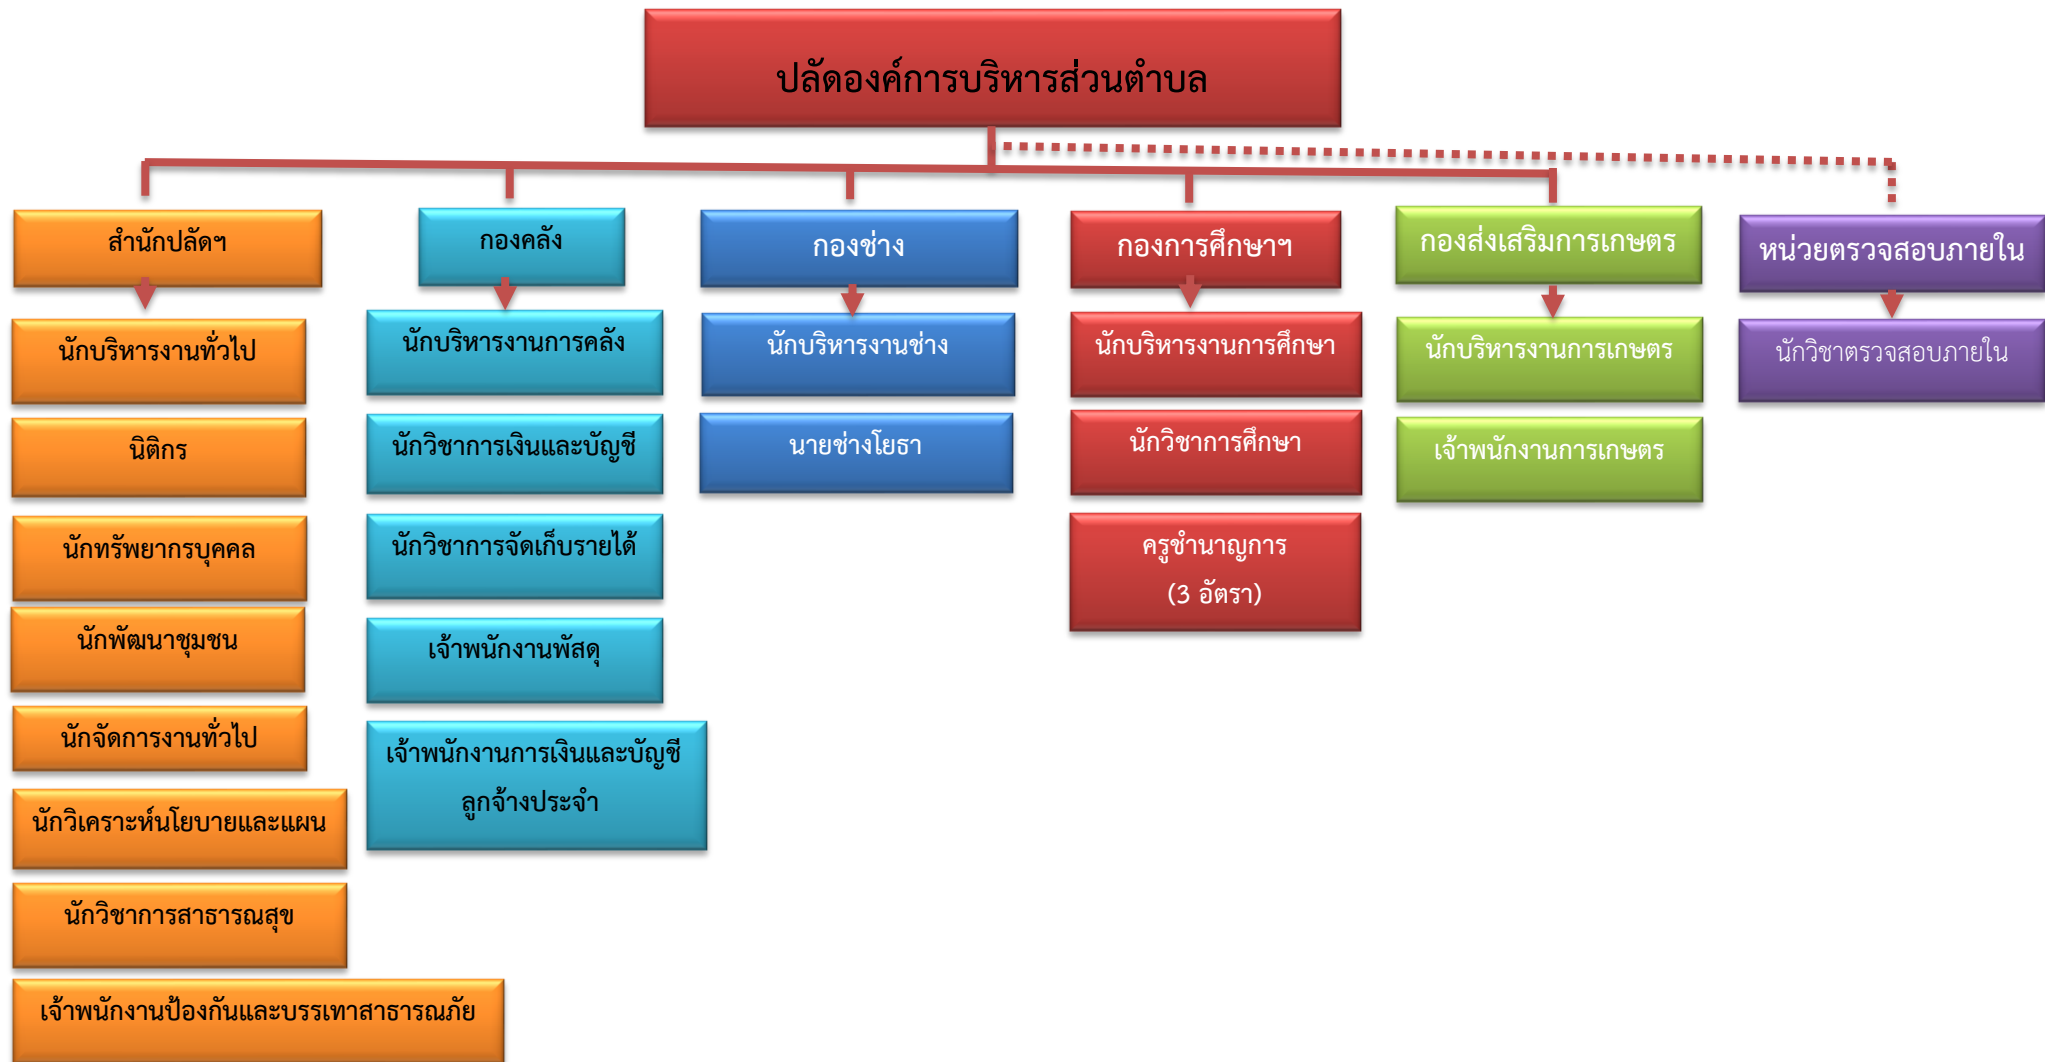 ปลัดองค์การบริหารส่วนตำบล
สำนักปลัดฯ
กองคลัง
กองช่าง
กองการศึกษาฯ
กองส่งเสริมการเกษตร
หน่วยตรวจสอบภายใน
นักบริหารงานทั่วไป
นิติกร
นักทรัพยากรบุคคล
นักพัฒนาชุมชน
นักจัดการงานทั่วไป
นักวิเคราะห์นโยบายและแผน
นักวิชาการสาธารณสุข
เจ้าพนักงานป้องกันและบรรเทาสาธารณภัย
นักบริหารงานการคลัง
นักวิชาการเงินและบัญชี
นักวิชาการจัดเก็บรายได้
เจ้าพนักงานพัสดุ
เจ้าพนักงานการเงินและบัญชี
ลูกจ้างประจำ
นักบริหารงานช่าง
นายช่างโยธา
นักบริหารงานการศึกษา
นักวิชาการศึกษา
ครูชำนาญการ
(3 อัตรา)
นักบริหารงานการเกษตร
เจ้าพนักงานการเกษตร
นักวิชาตรวจสอบภายใน